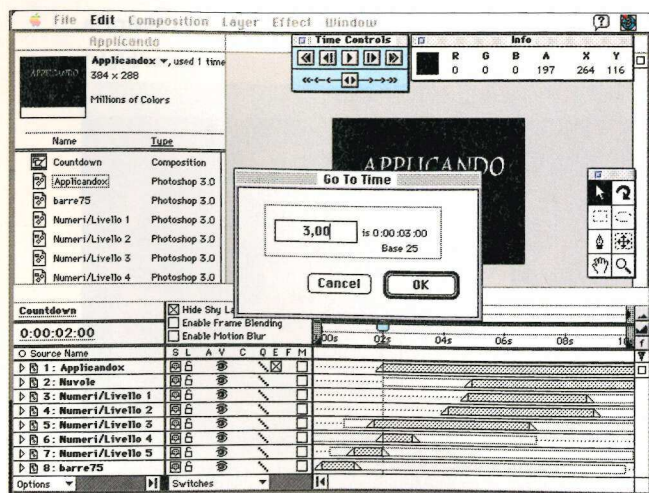 File Edit Composition Layer Effect Window
Applicando
Applicandox , used 1 time
384 x 288
Millions of Colors
APPLICANDO
Name Type
Countdown Composition
Applicandox Photoshop 3.0
barre75 Photoshop 3.0
Numeri/Livello 1 Photoshop 3.0
Numeri/Livello 2 Photoshop 3.0
Numeri/Livello 3 Photoshop 3.0
Numeri/Livello 4 Photoshop 3.0
Time Controls
Info
R G B A X Y
0 0 0 197 264 116
APPLICANDO
Go To Time
3,00 is 0:00:03:00
Base 25
Cancel OK
Countdown
0:00:02:00
Hide Shy La
Enable Frame Blending
Enable Motion Blur
00s 02s 04s 06s 08s 10
Source Name S L A V C Q E F M
1: Applicandox
2: Nuvole
3: Numeri/Livello 1
4: Numeri/Livello 2
5: Numeri/Livello 3
6: Numeri/Livello 4
7: Numeri/Livello 5
8: barre75
Options Switches